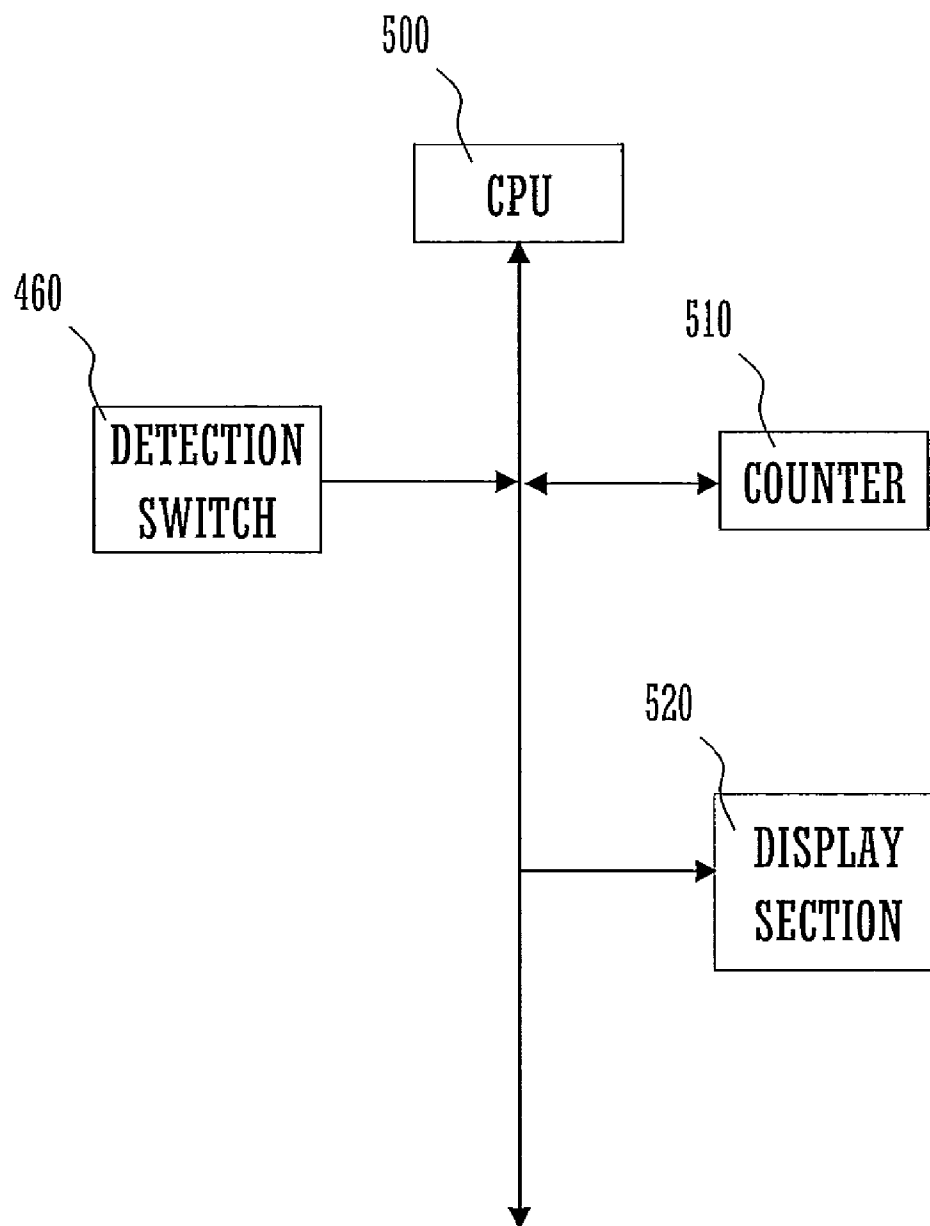 500
CPU
460
DETECTION
SWITCH
510
COUNTER
520
DISPLAY
SECTION